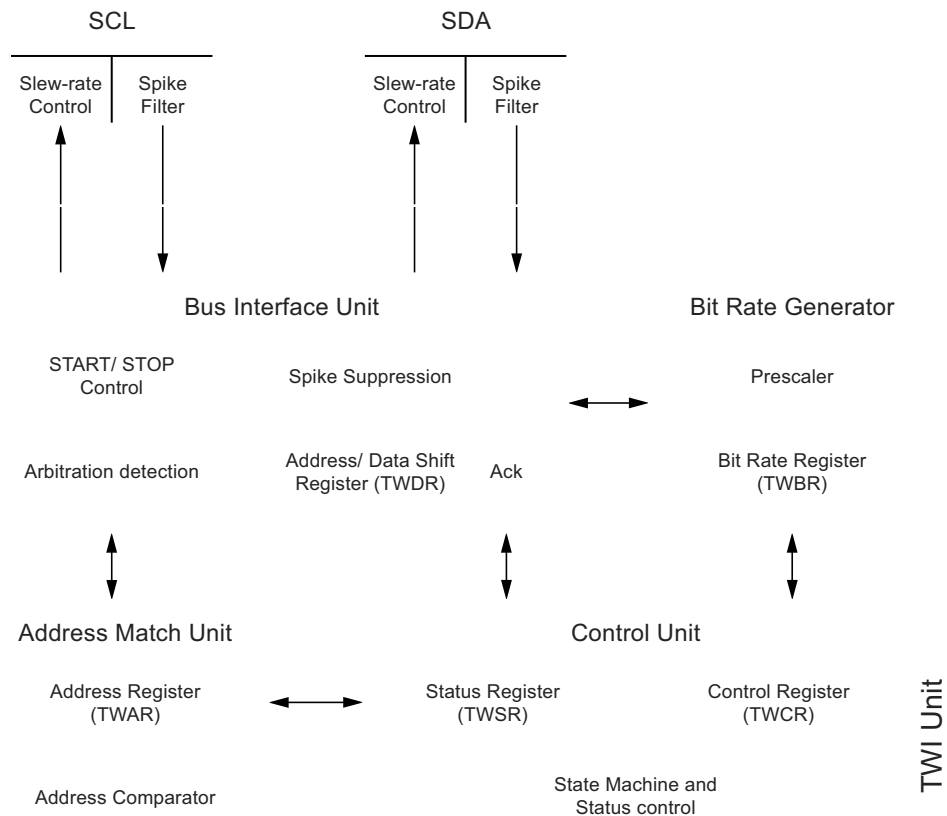 SCL
SDA
Slew-rate
Control
Spike
Filter
Slew-rate
Control
Spike
Filter
Bus Interface Unit
Bit Rate Generator
START/ STOP
Control
Spike Suppression
Prescaler
Arbitration detection
Address/ Data Shift
Register (TWDR)
Ack
Bit Rate Register
(TWBR)
Address Match Unit
Control Unit
Address Register
(TWAR)
Status Register
(TWSR)
Control Register
(TWCR)
TWI Unit
Address Comparator
State Machine and
Status control